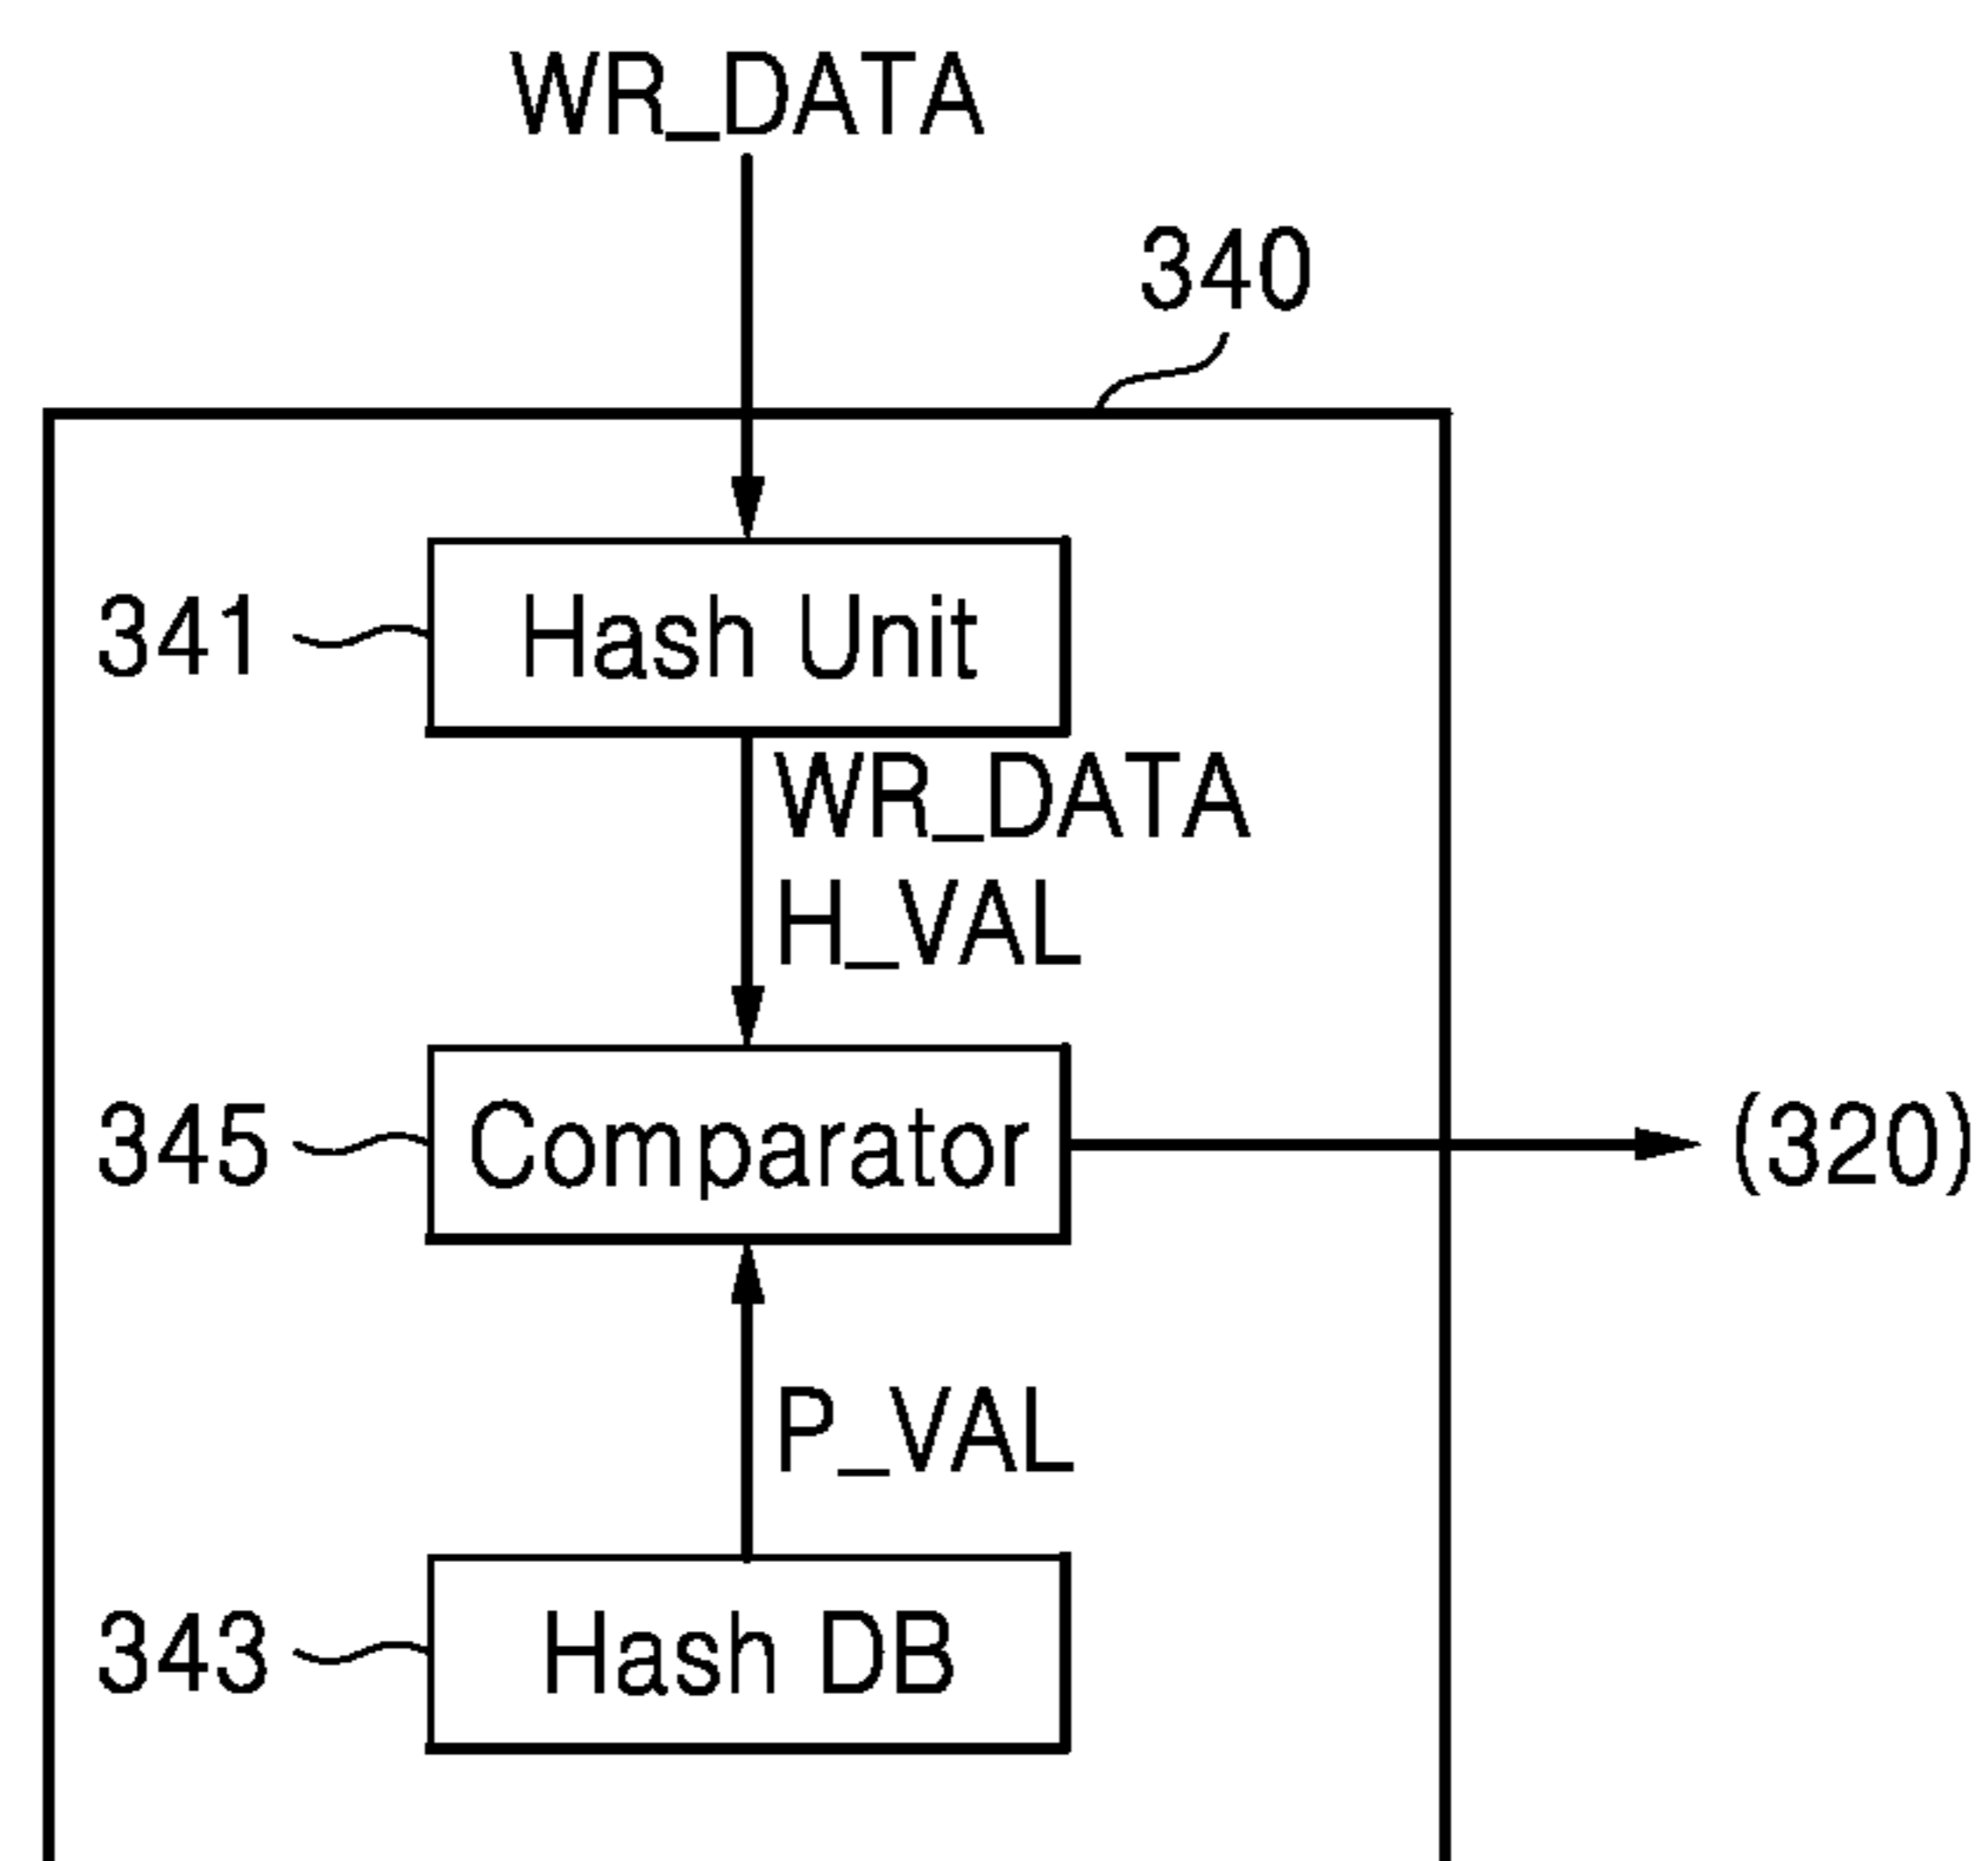 WR_DATA
340
341 Hash Unit
WR_DATA
H_VAL
345 Comparator (320)
P_VAL
343 Hash DB